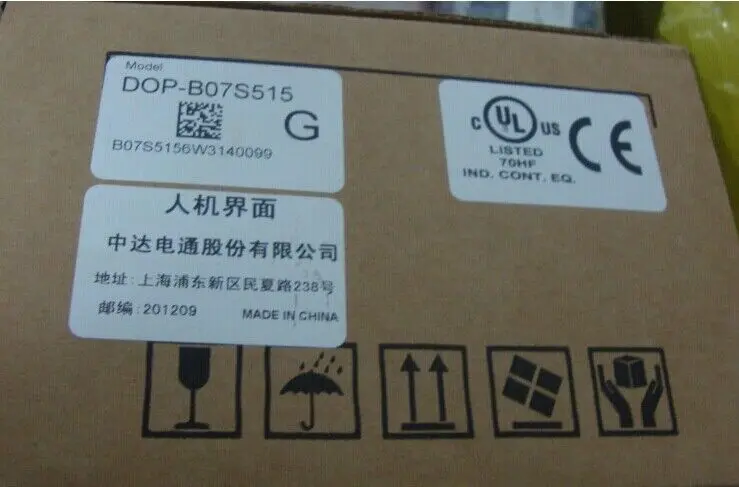 Model
DOP-B07S515
G
B07S5156W3140099
C UL US
LISTED
70HF
IND. CONT. EQ.
CE
人机界面
中达电通股份有限公司
地址:上海浦东新区民夏路238号
邮编:201209
MADE IN CHINA